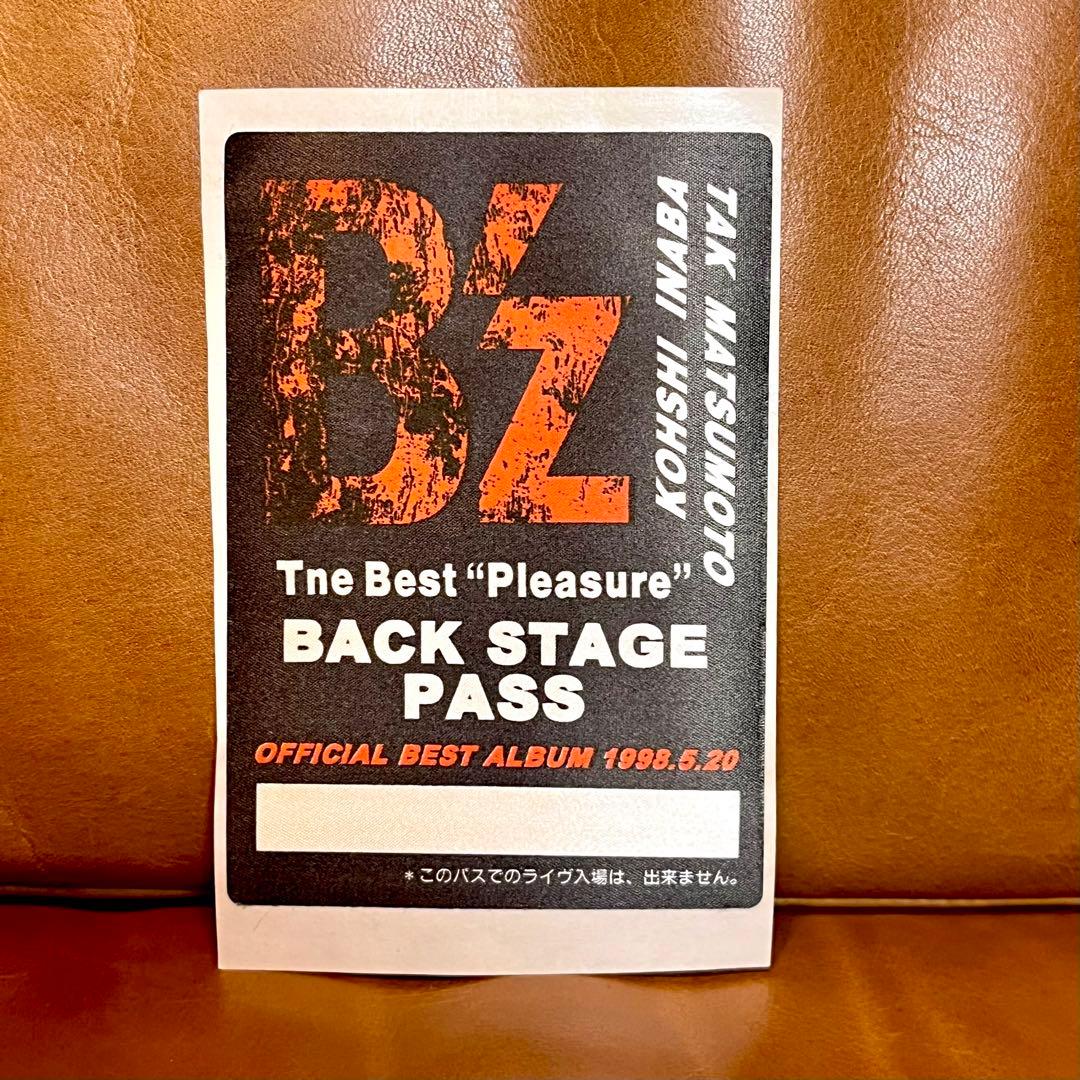 B'z
TAK MATSUMOTO
KOHSHI INABA
Tne Best “Pleasure”
BACK STAGE
PASS
OFFICIAL BEST ALBUM 1998.5.20
*このパスでのライヴ入場は、出来ません。